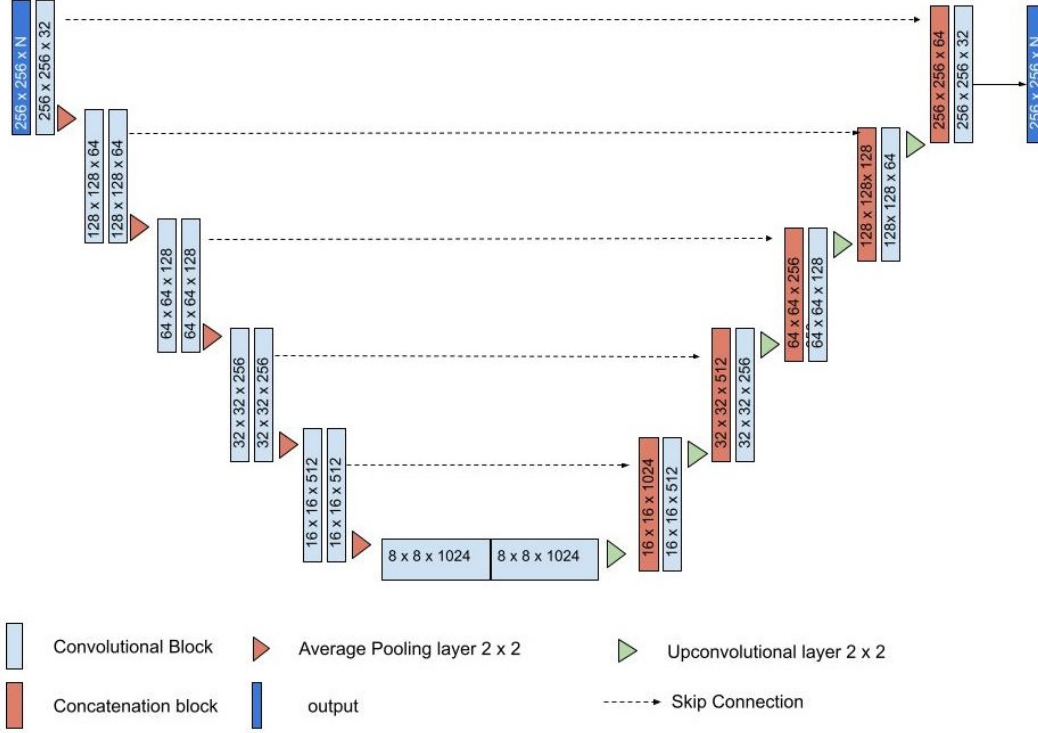 256 x 256 x N
256 x 256 x 32
128 x 128 x 64
128 x 128 x 64
64 x 64 x 128
64 x 64 x 128
32 x 32 x 256
32 x 32 x 256
16 x 16 x 512
16 x 16 x 512
8 x 8 x 1024
8 x 8 x 1024
16 x 16 x 1024
16 x 16 x 512
32 x 32 x 512
32 x 32 x 256
64 x 64 x 256
64 x 64 x 128
128 x 128x 128
128x 128 x 64
256 x 256 x 64
256 x 256 x 32
256 x 256 x N
Convolutional Block
Average Pooling layer 2 x 2
Upconvolutional layer 2 x 2
Concatenation block
output
Skip Connection